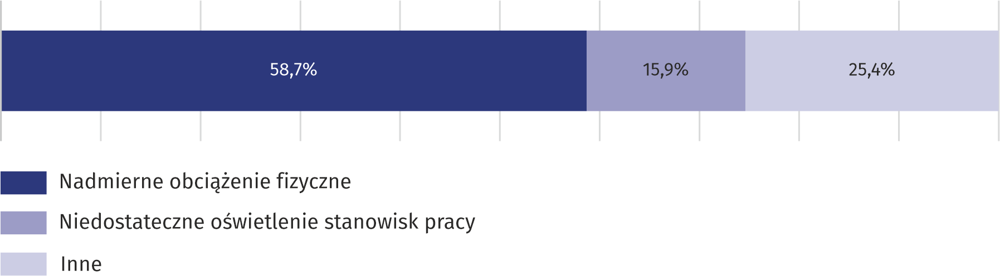 58,7% 15,9% 25,4%
Nadmierne obciążenie fizyczne
Niedostateczne oświetlenie stanowisk pracy
Inne